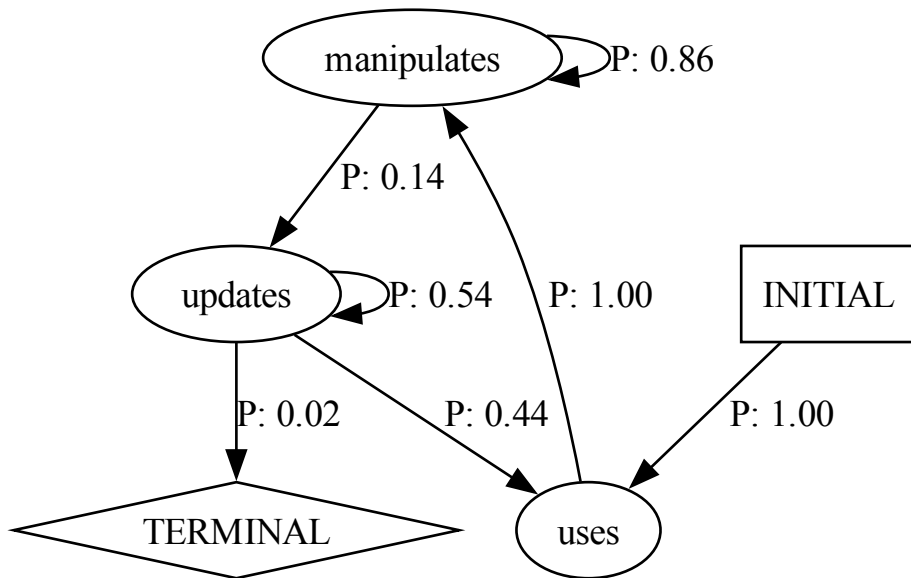 manipulates
P: 0.86
P: 0.14
updates
P: 0.54
P: 1.00
INITIAL
P: 0.02
P: 0.44
P: 1.00
TERMINAL
uses